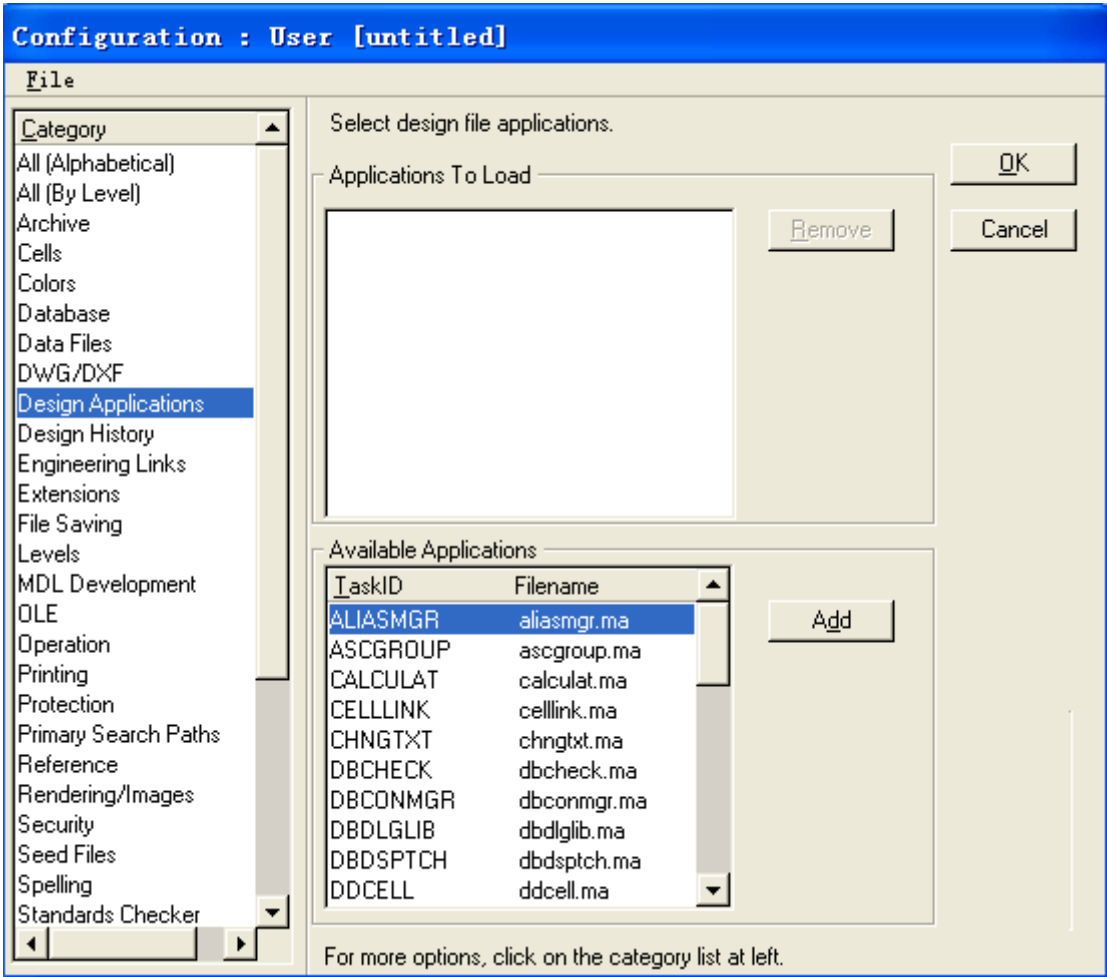 Configuration : User [untitled]
File
Category
All (Alphabetical)
All (By Level)
Archive
Cells
Colors
Database
Data Files
DWG/DXF
Design Applications
Design History
Engineering Links
Extensions
File Saving
Levels
MDL Development
OLE
Operation
Printing
Protection
Primary Search Paths
Reference
Rendering/Images
Security
Seed Files
Spelling
Standards Checker
Select design file applications.
Applications To Load
Remove
OK
Cancel
Available Applications
TaskID Filename
ALIASMGR aliasmgr.ma
ASCGROUP ascgroup.ma
CALCULAT calculat.ma
CELLLINK celllink.ma
CHNGTXT chngtxt.ma
DBCHECK dbcheck.ma
DBCONMGR dbconmgr.ma
DBDLGLIB dbdlglib.ma
DBDSPTCH dbdsptch.ma
DDCELL ddcell.ma
Add
For more options, click on the category list at left.